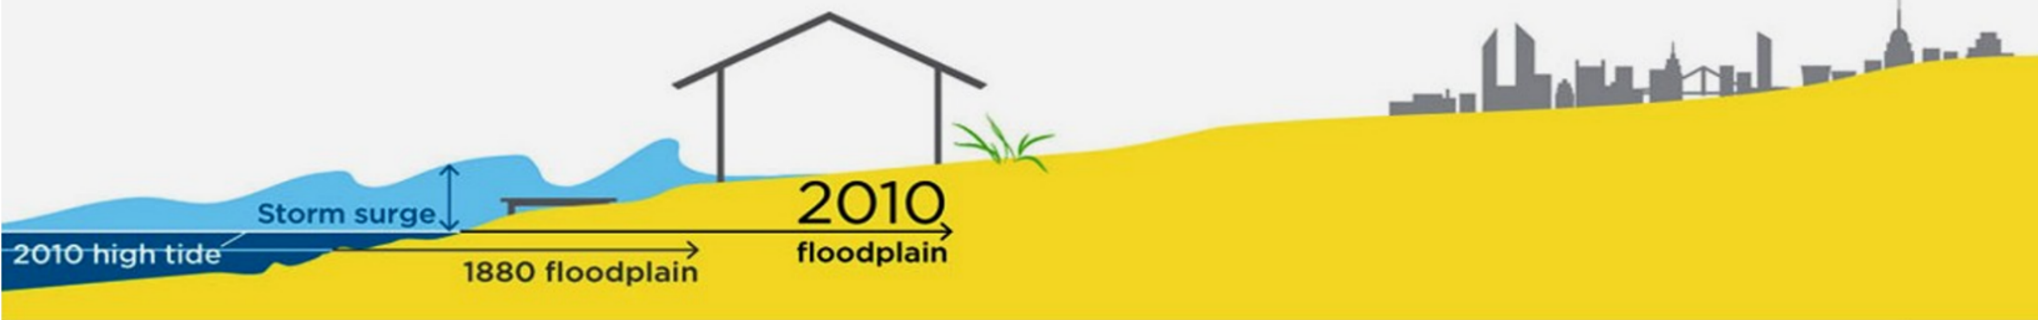 Storm surge
2010 high tide
1880 floodplain
2010
floodplain